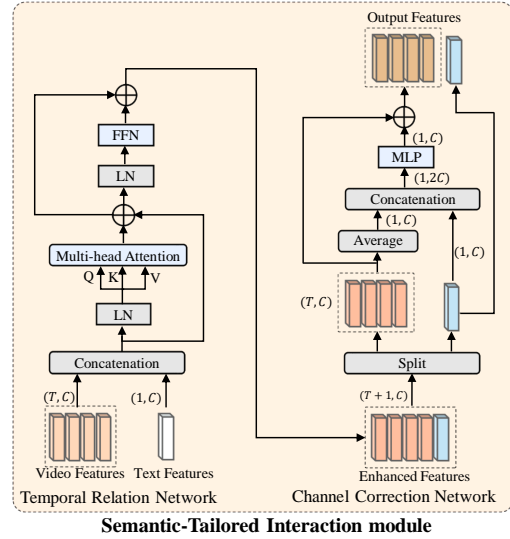 Output Features
FFN
LN
Multi-head Attention
Q
K
V
LN
Concatenation
(T, C)
(1, C)
Video Features
Text Features
Temporal Relation Network
(1, C)
MLP
(1,2C)
Concatenation
(1, C)
Average
(1, C)
(T, C)
Split
(T + 1, C)
Enhanced Features
Channel Correction Network
Semantic-Tailored Interaction module